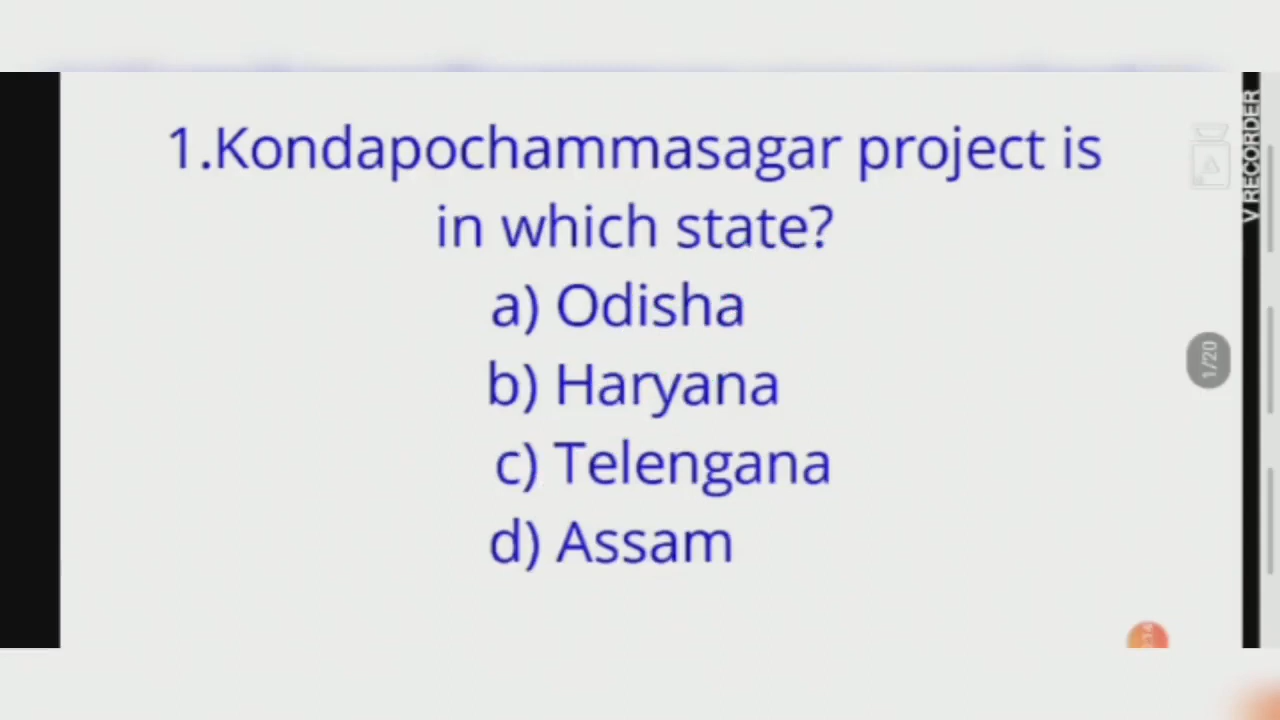 1.Kondapochammasagar project is
in which state?
a) Odisha
b) Haryana
c) Telengana
d) Assam
V RECORDER
1/20